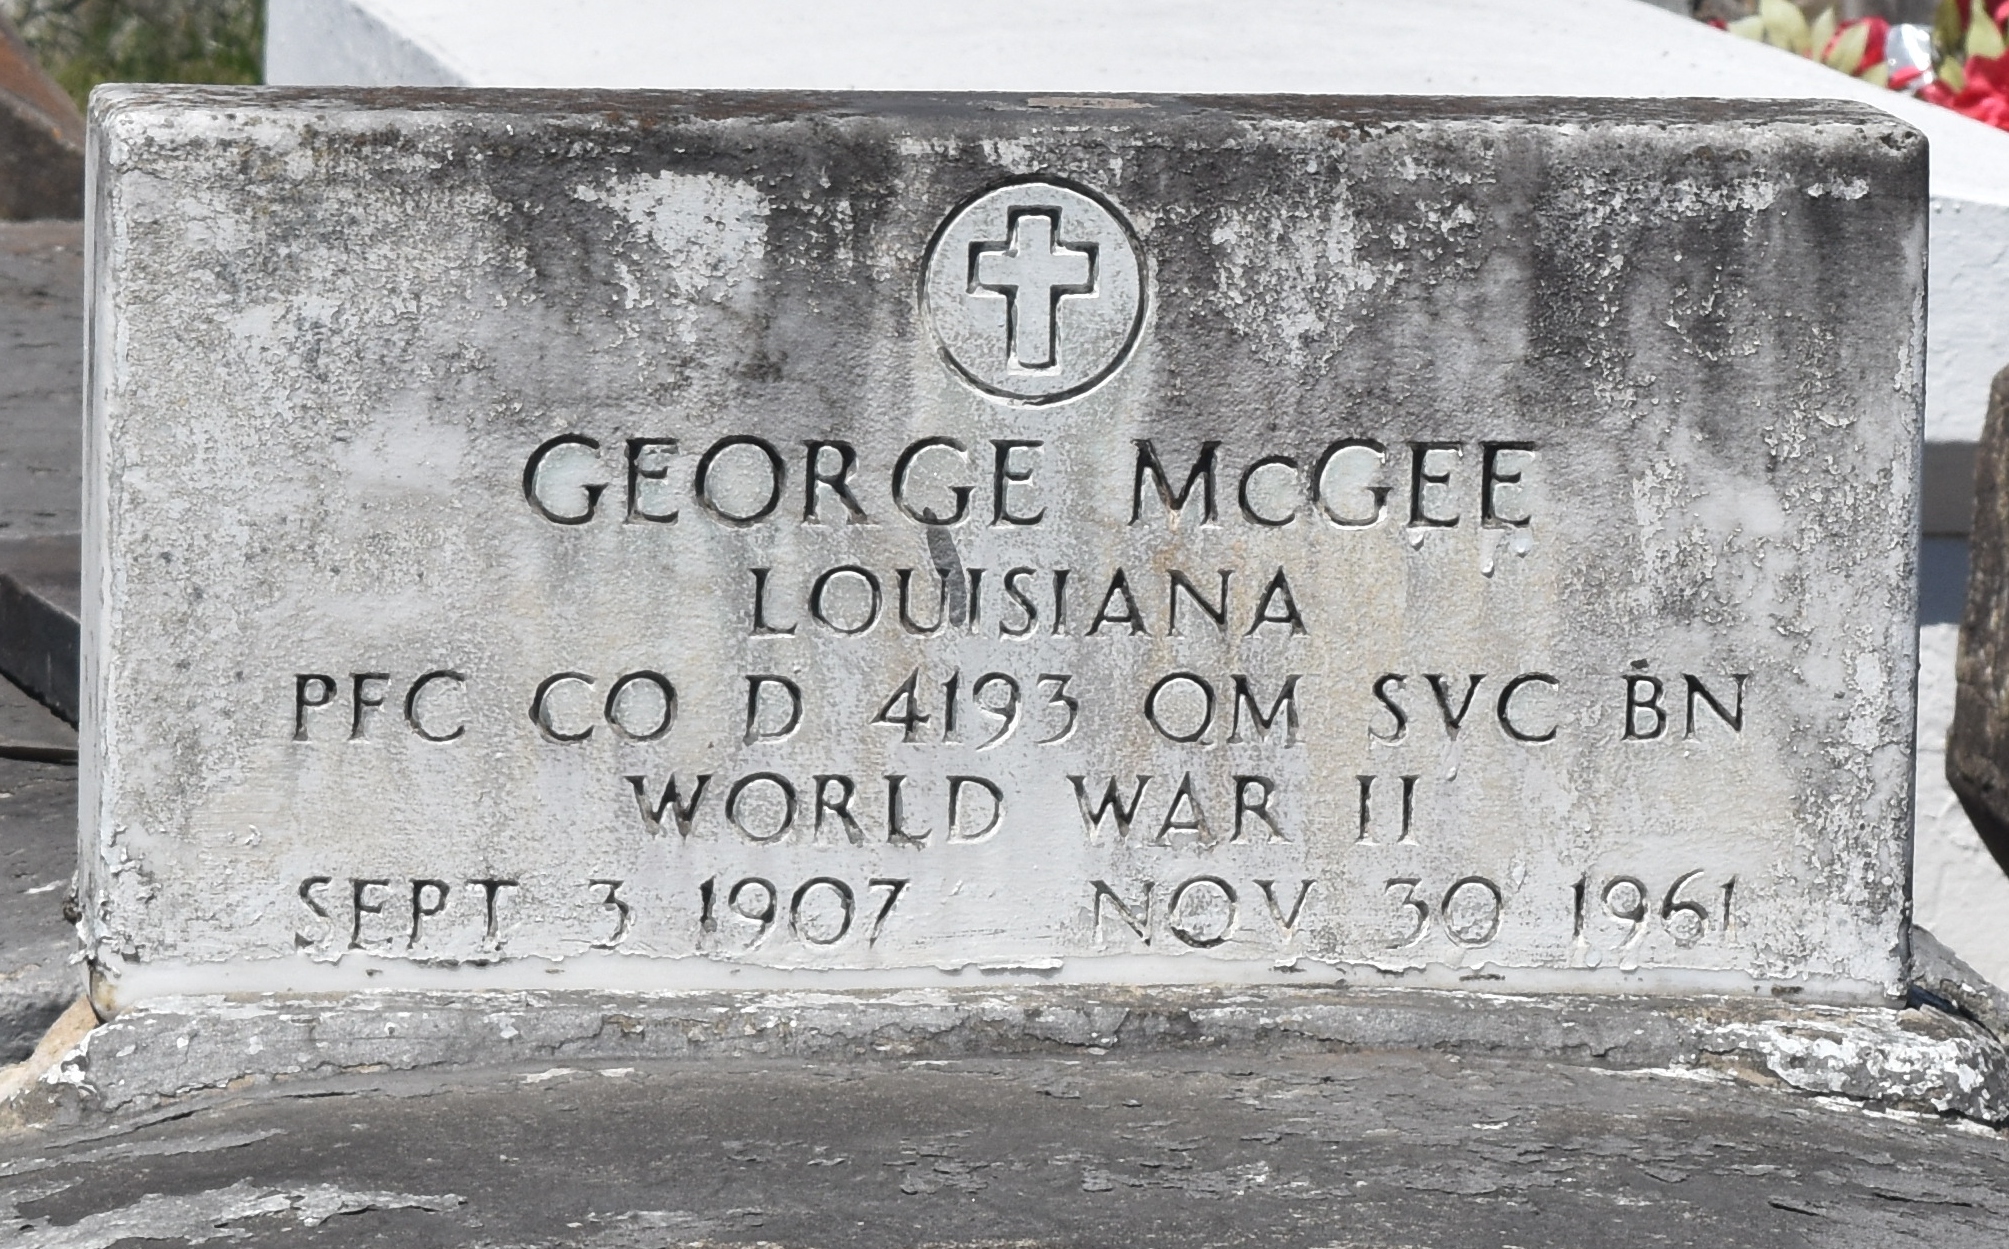 GEORGE McGEE
LOUISIANA
PFC CO D 4193 QM SVC BN
WORLD WAR II
SEPT 3 1907 NOV 30 1961